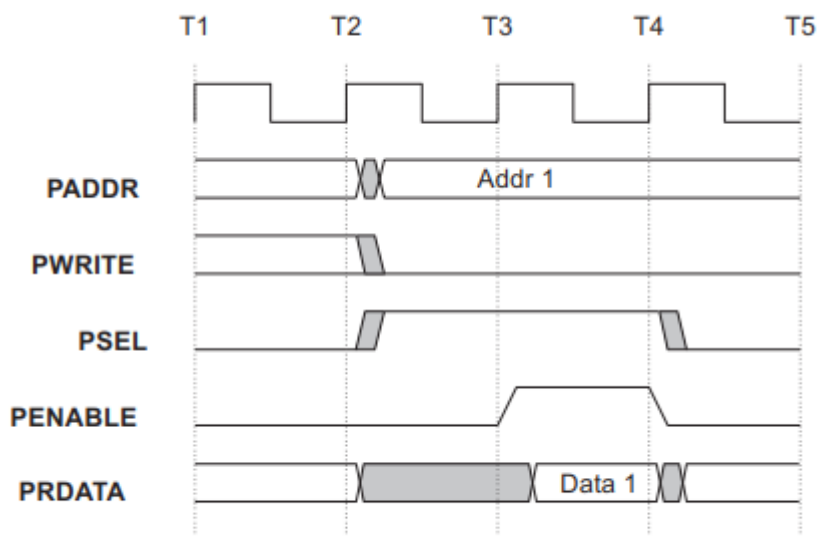 T1 T2 T3 T4 T5
PADDR Addr 1
PWRITE
PSEL
PENABLE
PRDATA Data 1